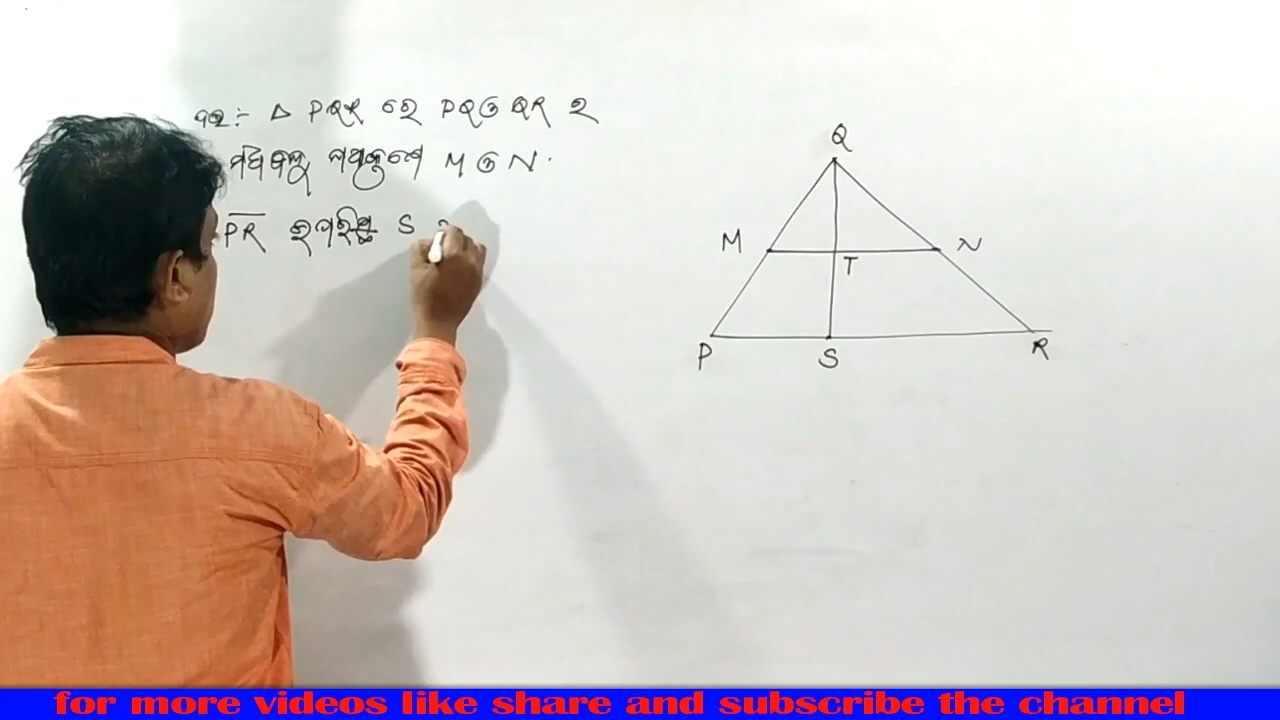 ଦତ୍ତ :- △ PQR ରେ PQ ଓ QR ର
ମଧ୍ୟବିନ୍ଦୁ ଯଥାକ୍ରମେ M ଓ N.
PR ଉପରିସ୍ଥ S
Q
M
N
T
P
S
R
for more videos like share and subscribe the channel